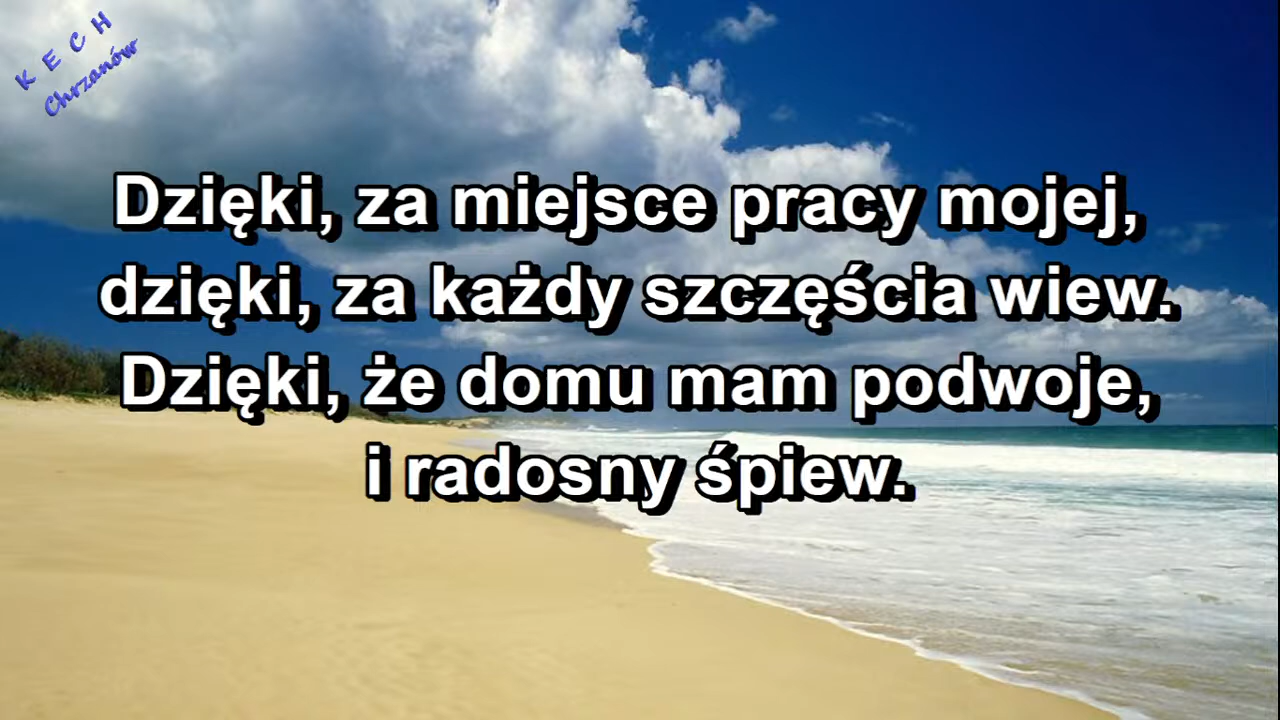 K E C H
Chrzanów
Dzięki, za miejsce pracy mojej,
dzięki, za każdy szczęścia wiew.
Dzięki, że domu mam podwoje,
i radosny śpiew.